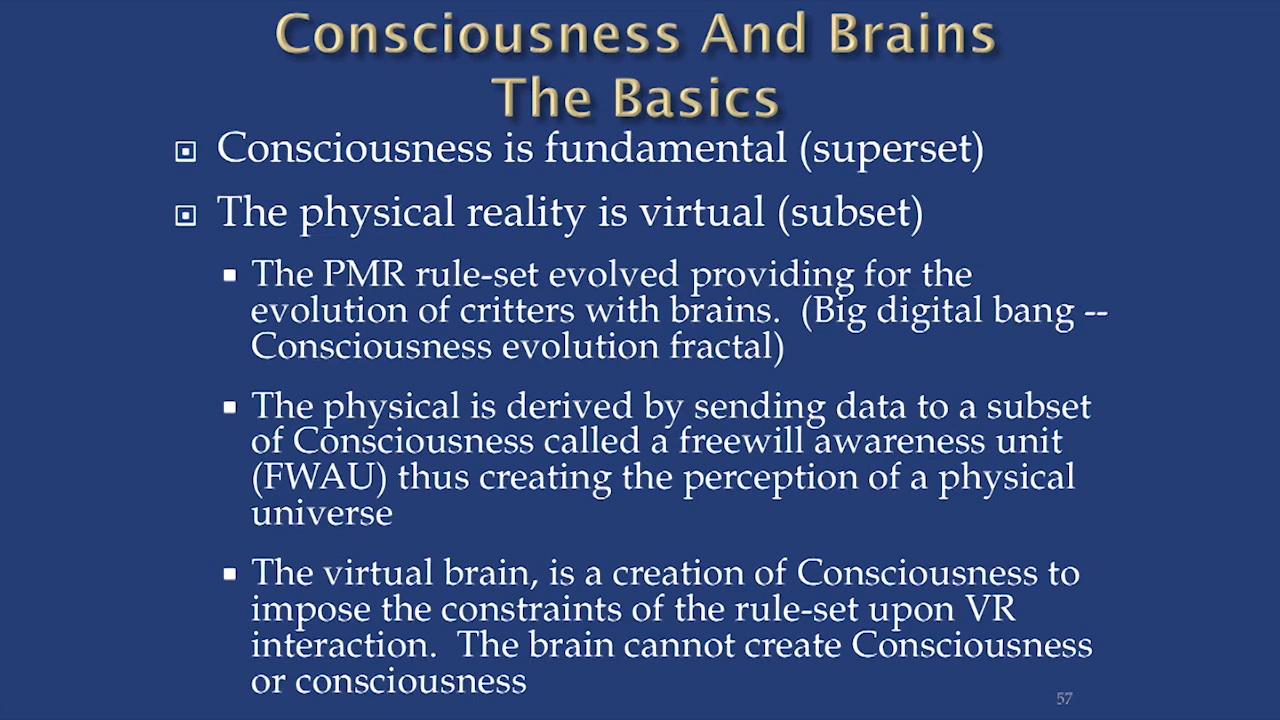 Consciousness And Brains
The Basics
Consciousness is fundamental (superset)
The physical reality is virtual (subset)
The PMR rule-set evolved providing for the
evolution of critters with brains.  (Big digital bang --
Consciousness evolution fractal)
The physical is derived by sending data to a subset
of Consciousness called a freewill awareness unit
(FWAU) thus creating the perception of a physical
universe
The virtual brain, is a creation of Consciousness to
impose the constraints of the rule-set upon VR
interaction.  The brain cannot create Consciousness
or consciousness
57